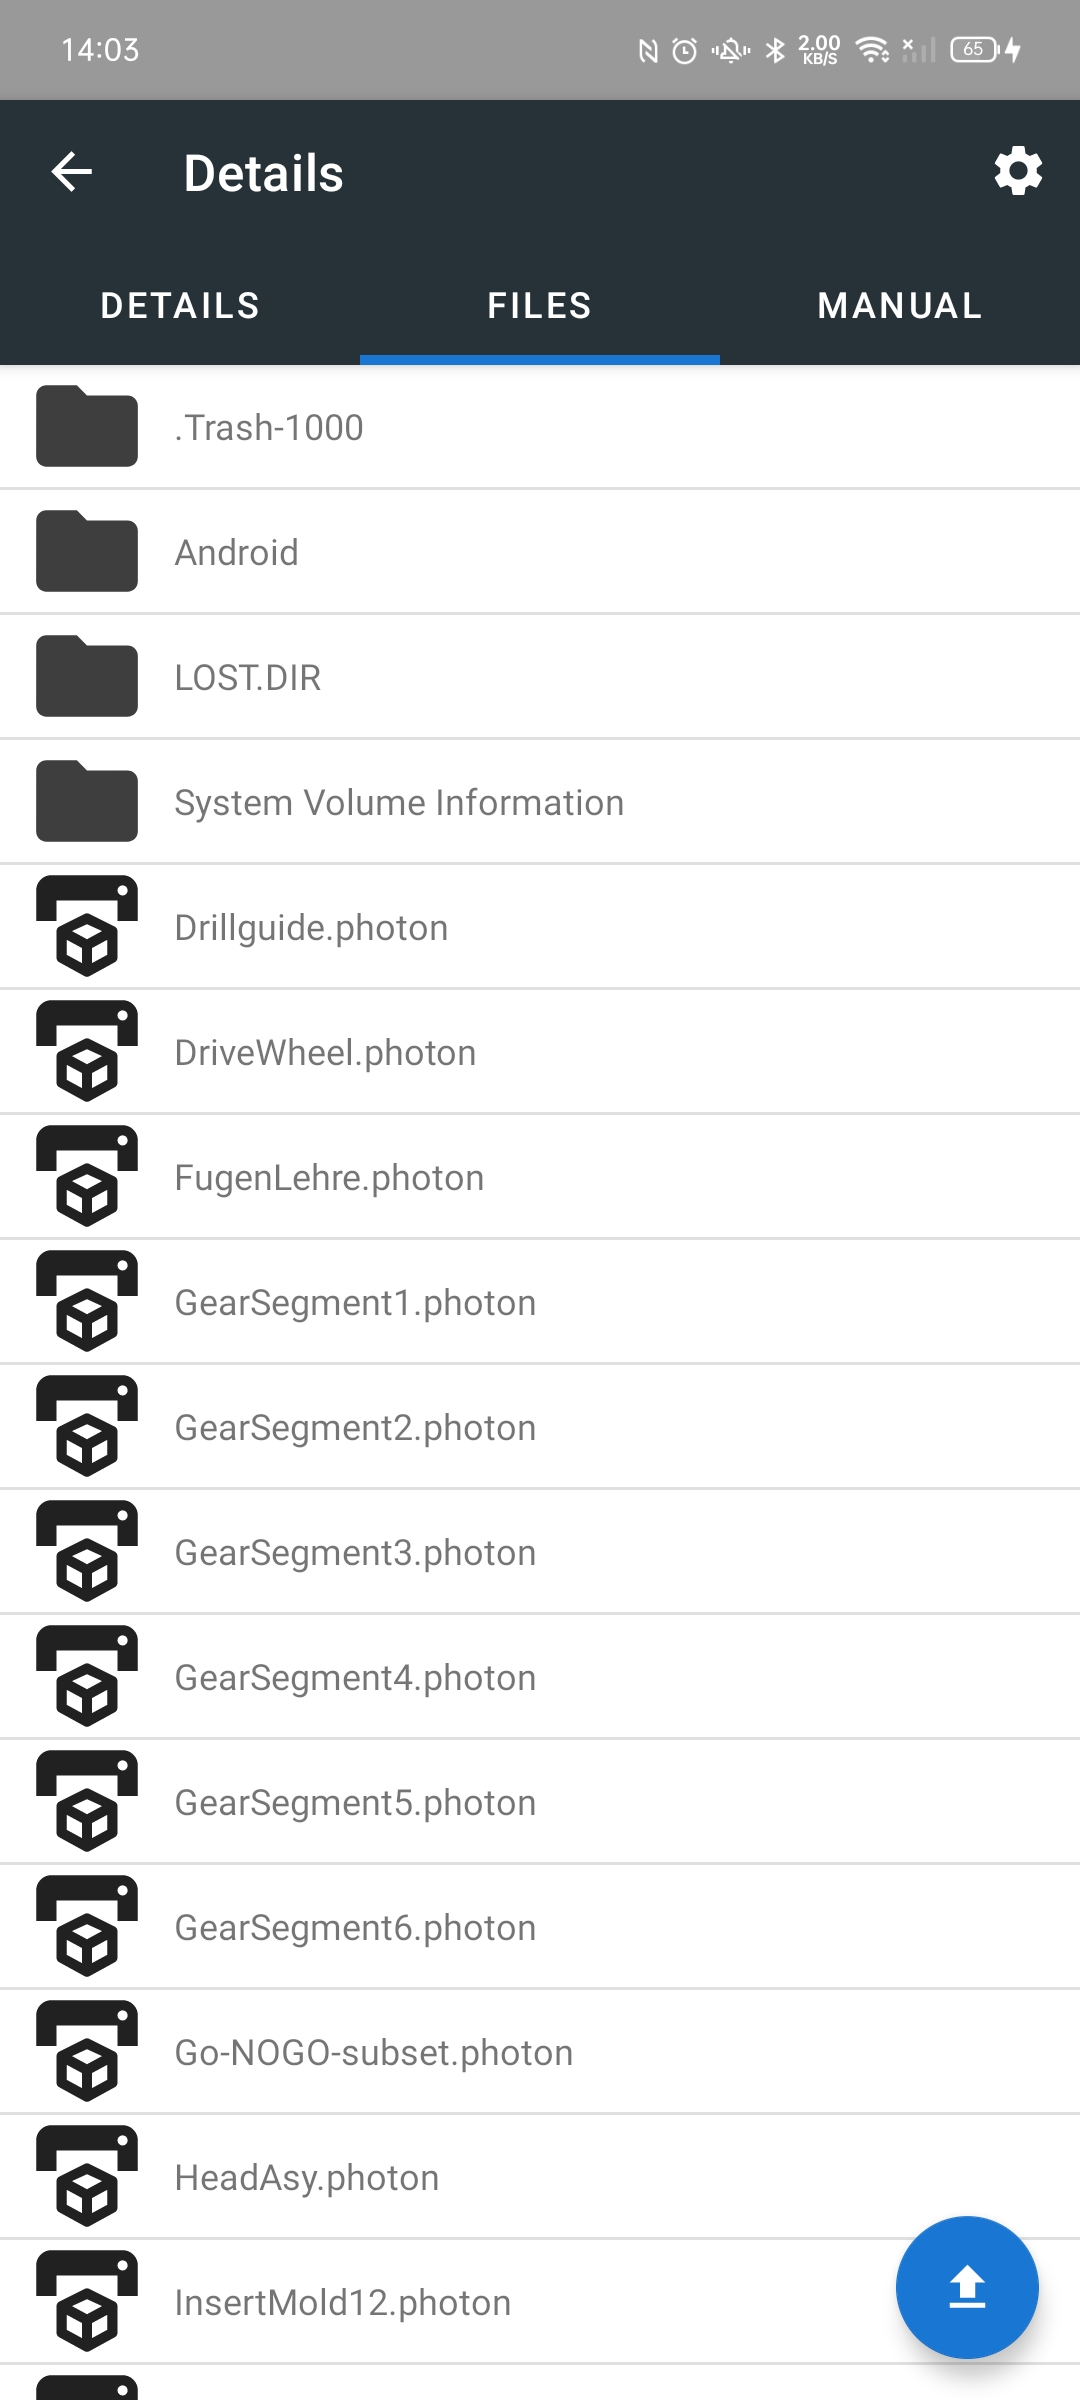 14:03
2.00
KB/S
65
Details
DETAILS
FILES
MANUAL
.Trash-1000
Android
LOST.DIR
System Volume Information
Drillguide.photon
DriveWheel.photon
FugenLehre.photon
GearSegment1.photon
GearSegment2.photon
GearSegment3.photon
GearSegment4.photon
GearSegment5.photon
GearSegment6.photon
Go-NOGO-subset.photon
HeadAsy.photon
InsertMold12.photon